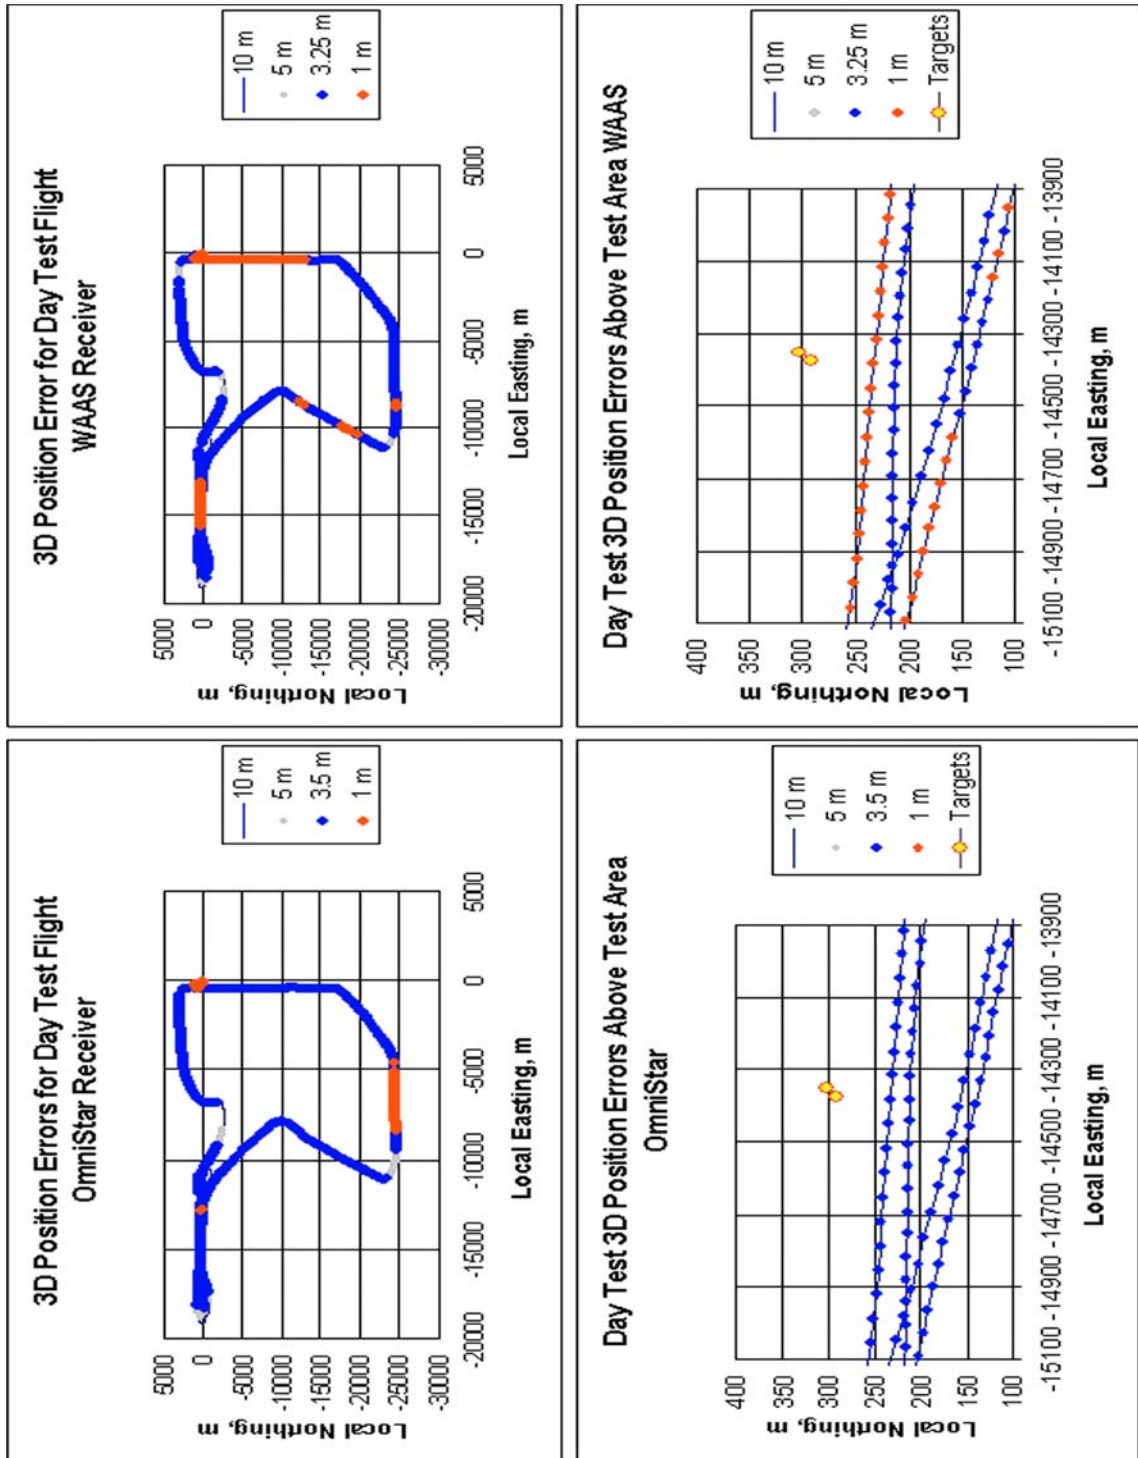 3D Position Errors for Day Test Flight
OmniStar Receiver
Local Northing, m
5000
0
-5000
-10000
-15000
-20000
-25000
-30000
-20000 -15000 -10000 -5000 0 5000
Local Easting, m
10 m
5 m
3.5 m
1 m
3D Position Error for Day Test Flight
WAAS Receiver
Local Northing, m
5000
0
-5000
-10000
-15000
-20000
-25000
-30000
-20000 -15000 -10000 -5000 0 5000
Local Easting, m
10 m
5 m
3.25 m
1 m
Day Test 3D Position Errors Above Test Area
OmniStar
Local Northing, m
400
350
300
250
200
150
100
-15100 -14900 -14700 -14500 -14300 -14100 -13900
Local Easting, m
10 m
5 m
3.5 m
1 m
Targets
Day Test 3D Position Errors Above Test Area WAAS
Local Northing, m
400
350
300
250
200
150
100
-15100 -14900 -14700 -14500 -14300 -14100 -13900
Local Easting, m
10 m
5 m
3.25 m
1 m
Targets